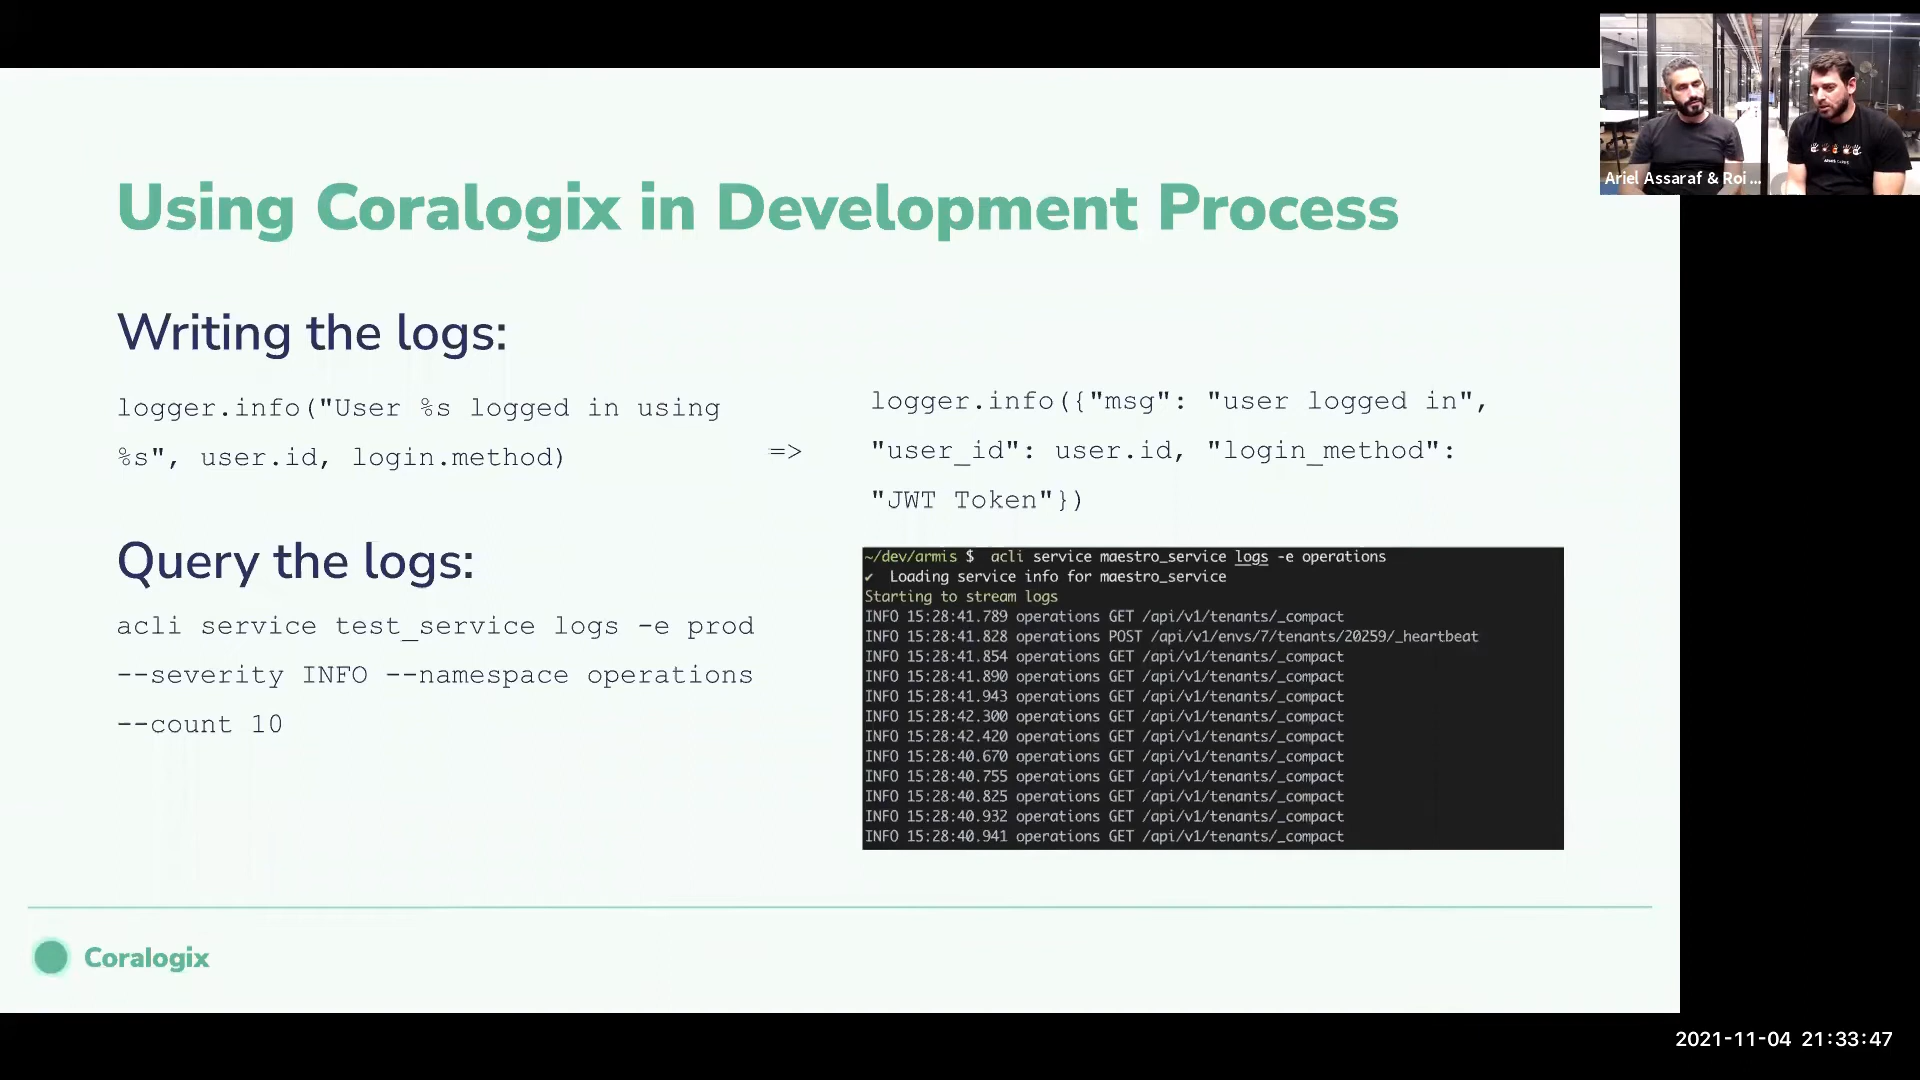 Ariel Assaraf & Roi ...
Using Coralogix in Development Process
Writing the logs:
logger.info("User %s logged in using
%s", user.id, login.method)
=>
logger.info({"msg": "user logged in",
"user_id": user.id, "login_method":
"JWT Token"})
Query the logs:
acli service test_service logs -e prod
--severity INFO --namespace operations
--count 10
~/dev/armis $ acli service maestro_service logs -e operations
✔ Loading service info for maestro_service
Starting to stream logs
INFO 15:28:41.789 operations GET /api/v1/tenants/_compact
INFO 15:28:41.828 operations POST /api/v1/envs/7/tenants/20259/_heartbeat
INFO 15:28:41.854 operations GET /api/v1/tenants/_compact
INFO 15:28:41.890 operations GET /api/v1/tenants/_compact
INFO 15:28:41.943 operations GET /api/v1/tenants/_compact
INFO 15:28:42.300 operations GET /api/v1/tenants/_compact
INFO 15:28:42.420 operations GET /api/v1/tenants/_compact
INFO 15:28:40.670 operations GET /api/v1/tenants/_compact
INFO 15:28:40.755 operations GET /api/v1/tenants/_compact
INFO 15:28:40.825 operations GET /api/v1/tenants/_compact
INFO 15:28:40.932 operations GET /api/v1/tenants/_compact
INFO 15:28:40.941 operations GET /api/v1/tenants/_compact
Coralogix
2021-11-04 21:33:47